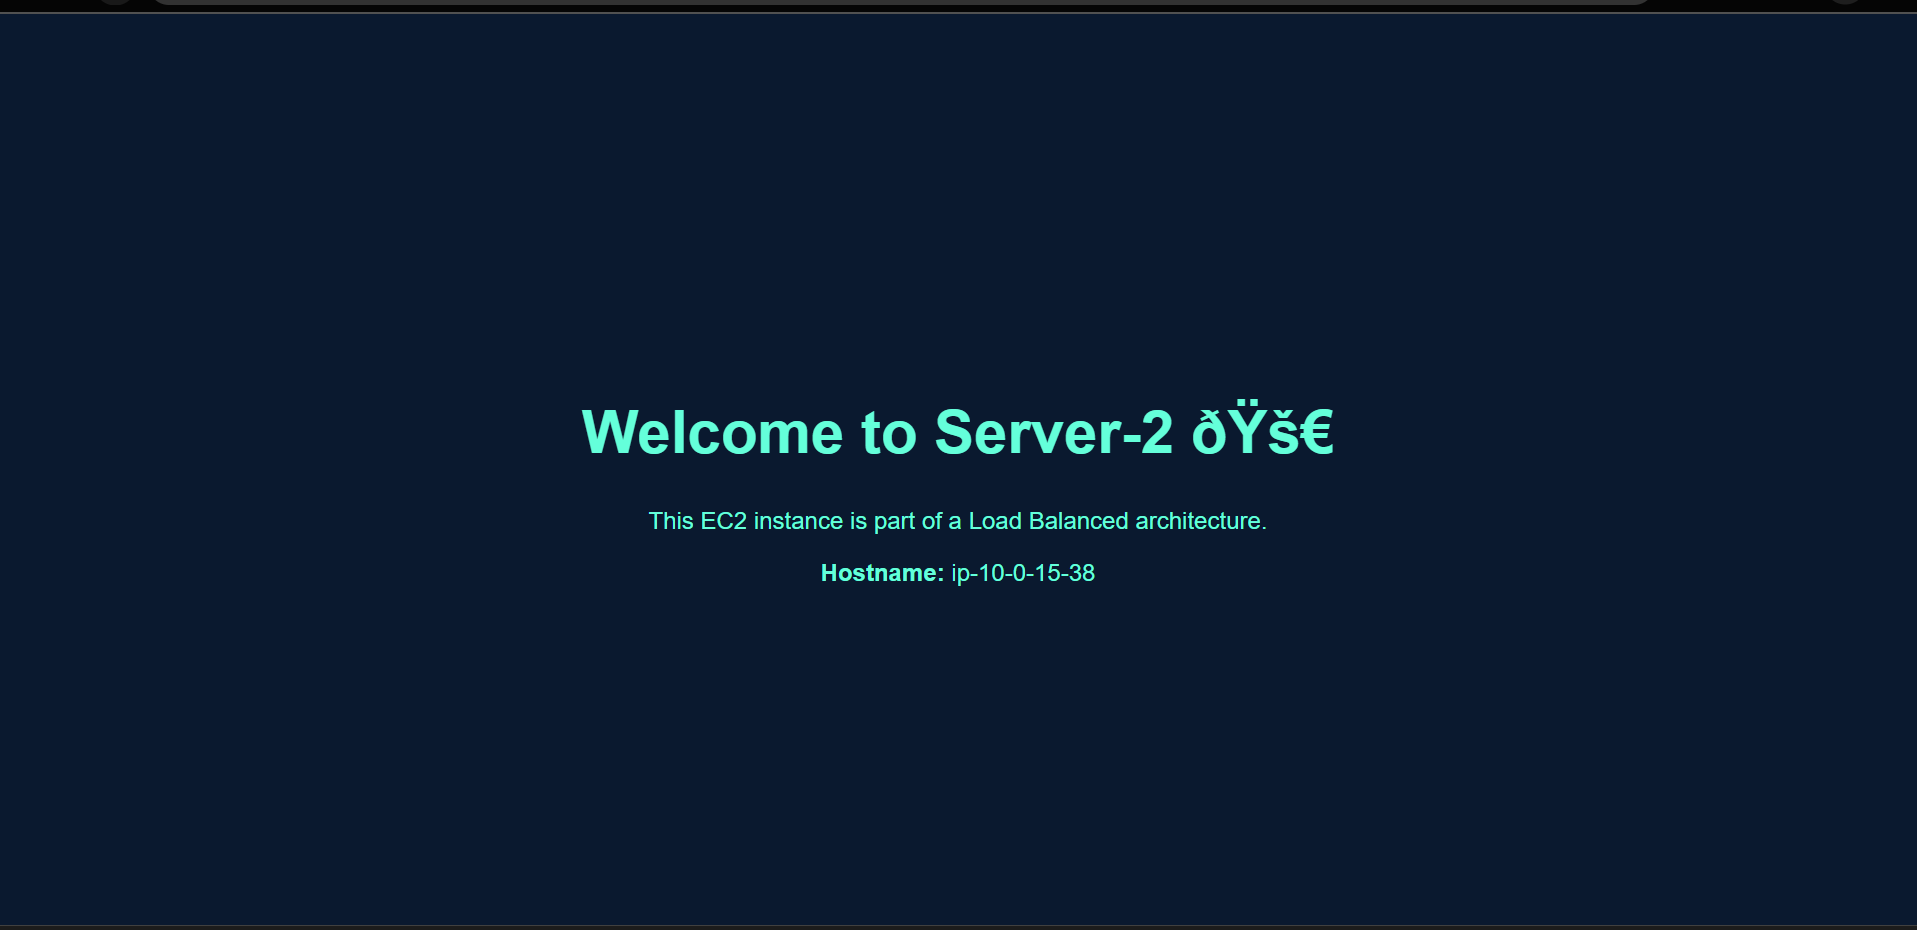 Welcome to Server-2 ðŸš€
This EC2 instance is part of a Load Balanced architecture.
Hostname: ip-10-0-15-38